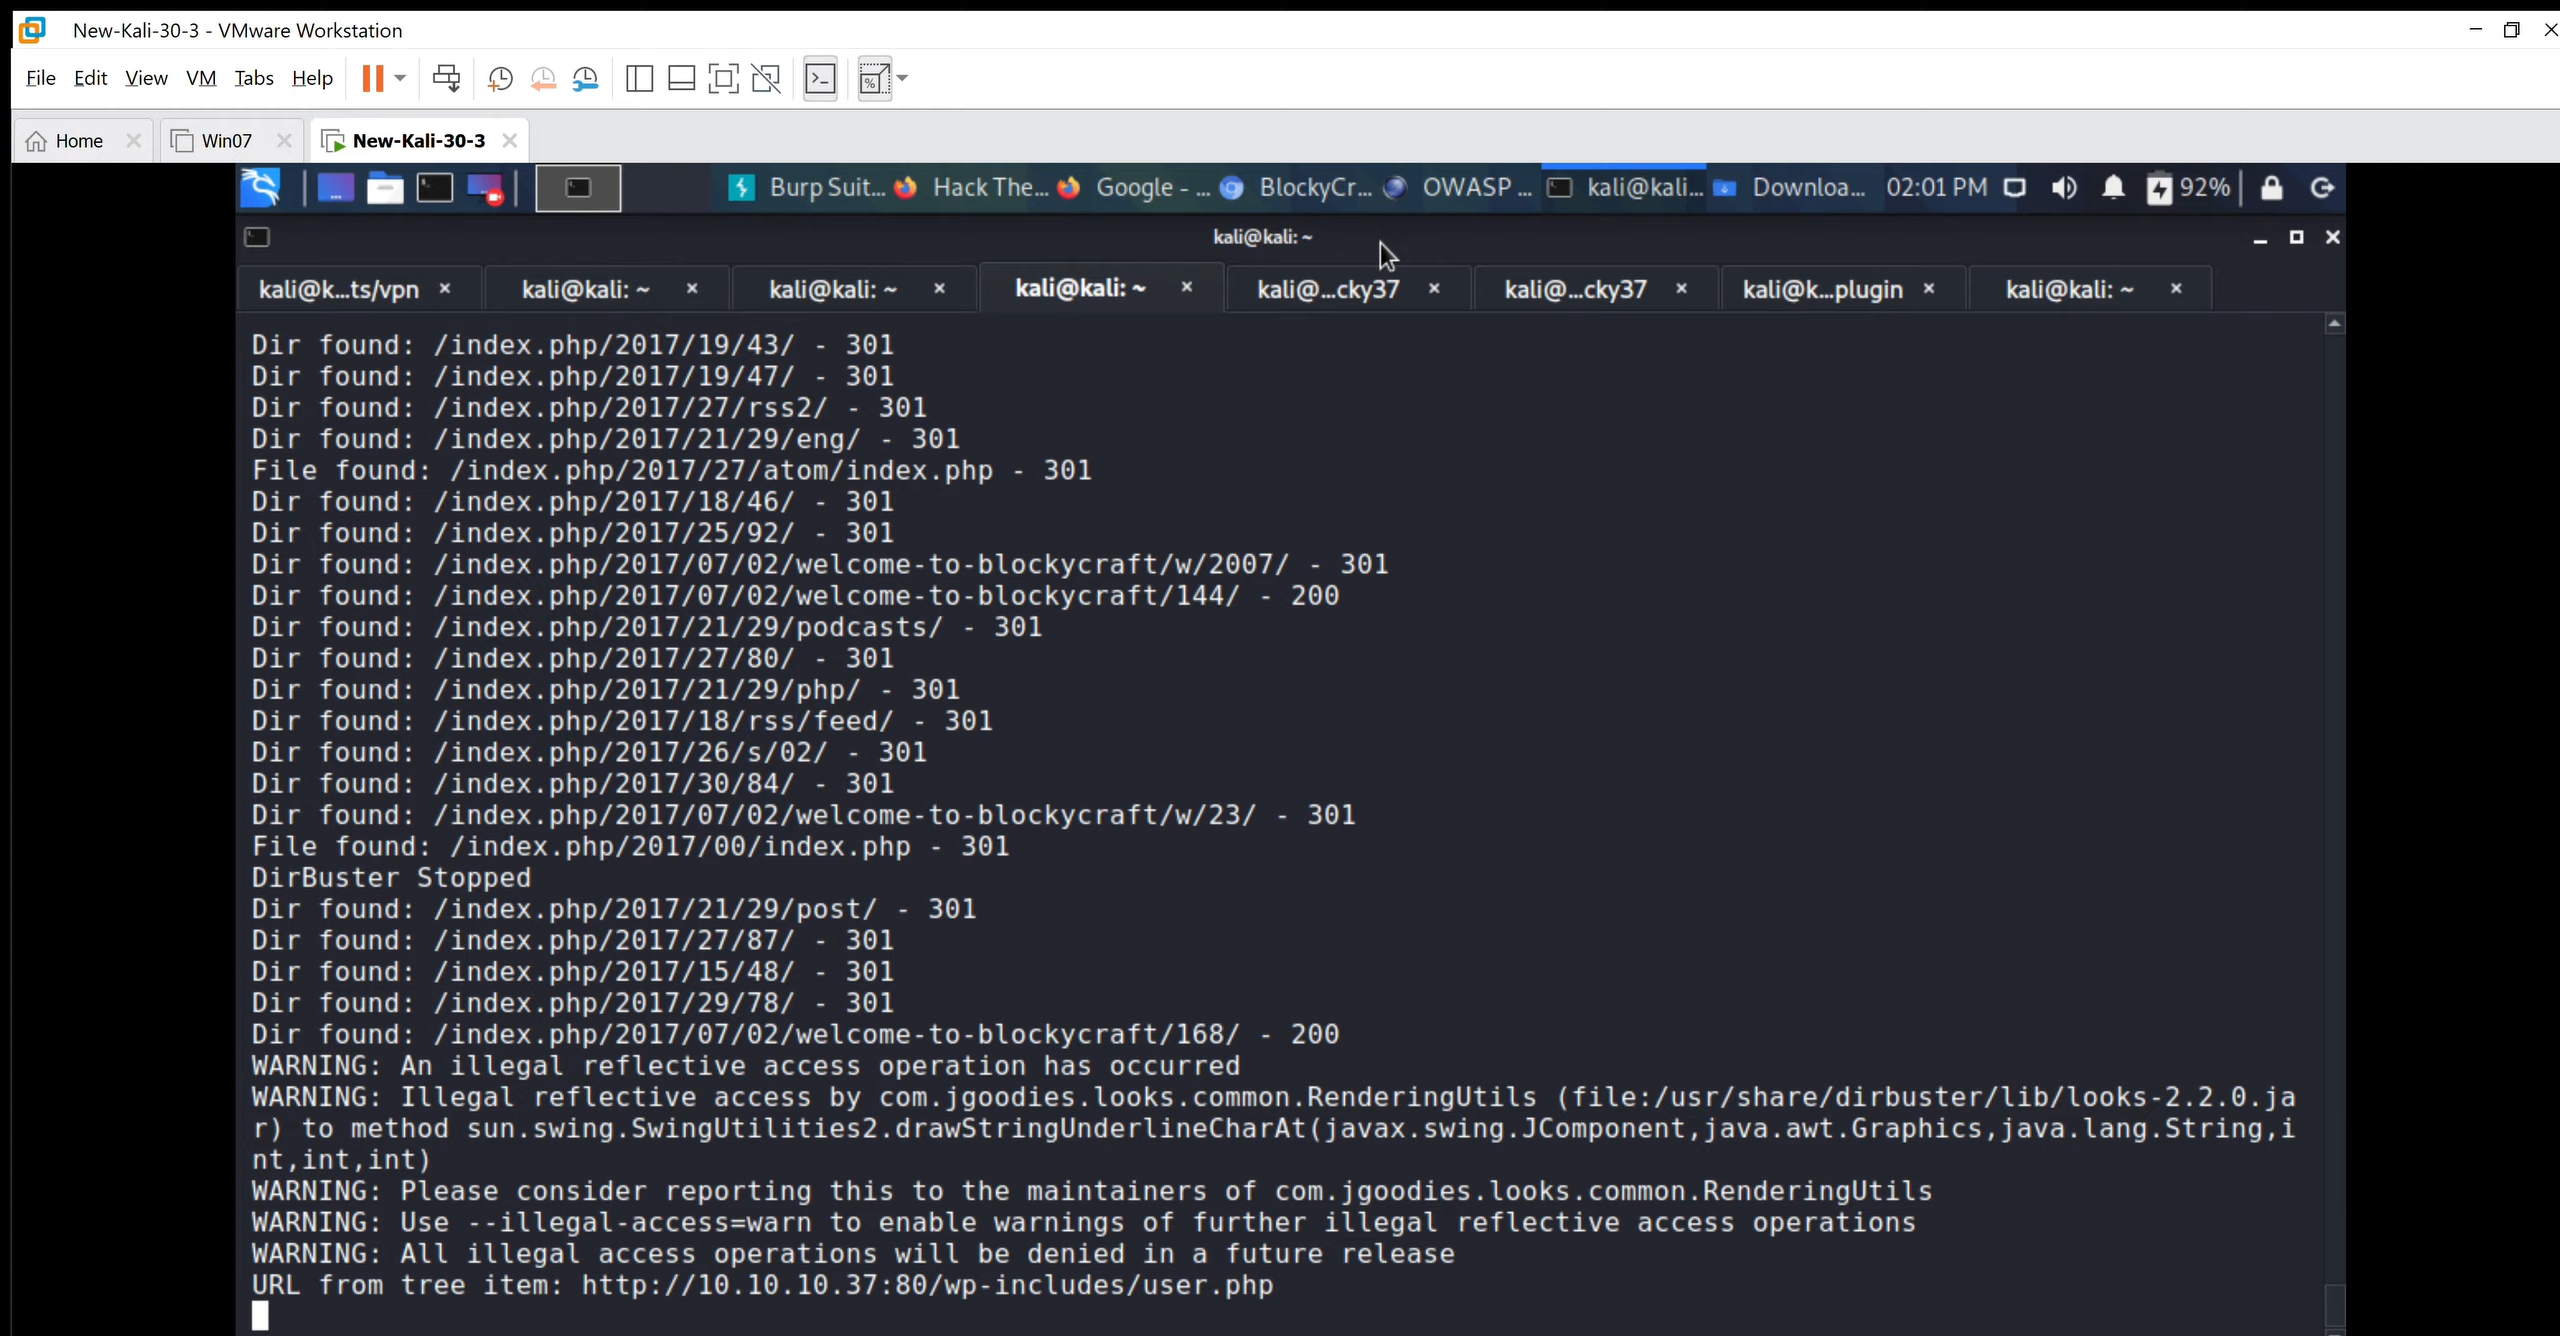 New-Kali-30-3 - VMware Workstation
File Edit View VM Tabs Help
Home Win07 New-Kali-30-3
Burp Suit... Hack The... Google - ... BlockyCr... OWASP ... kali@kali... Downloa... 02:01 PM 92%
kali@kali: ~
kali@k...ts/vpn kali@kali: ~ kali@kali: ~ kali@kali: ~ kali@...cky37 kali@...cky37 kali@k...plugin kali@kali: ~
Dir found: /index.php/2017/19/43/ - 301
Dir found: /index.php/2017/19/47/ - 301
Dir found: /index.php/2017/27/rss2/ - 301
Dir found: /index.php/2017/21/29/eng/ - 301
File found: /index.php/2017/27/atom/index.php - 301
Dir found: /index.php/2017/18/46/ - 301
Dir found: /index.php/2017/25/92/ - 301
Dir found: /index.php/2017/07/02/welcome-to-blockycraft/w/2007/ - 301
Dir found: /index.php/2017/07/02/welcome-to-blockycraft/144/ - 200
Dir found: /index.php/2017/21/29/podcasts/ - 301
Dir found: /index.php/2017/27/80/ - 301
Dir found: /index.php/2017/21/29/php/ - 301
Dir found: /index.php/2017/18/rss/feed/ - 301
Dir found: /index.php/2017/26/s/02/ - 301
Dir found: /index.php/2017/30/84/ - 301
Dir found: /index.php/2017/07/02/welcome-to-blockycraft/w/23/ - 301
File found: /index.php/2017/00/index.php - 301
DirBuster Stopped
Dir found: /index.php/2017/21/29/post/ - 301
Dir found: /index.php/2017/27/87/ - 301
Dir found: /index.php/2017/15/48/ - 301
Dir found: /index.php/2017/29/78/ - 301
Dir found: /index.php/2017/07/02/welcome-to-blockycraft/168/ - 200
WARNING: An illegal reflective access operation has occurred
WARNING: Illegal reflective access by com.jgoodies.looks.common.RenderingUtils (file:/usr/share/dirbuster/lib/looks-2.2.0.ja
r) to method sun.swing.SwingUtilities2.drawStringUnderlineCharAt(javax.swing.JComponent,java.awt.Graphics,java.lang.String,i
nt,int,int)
WARNING: Please consider reporting this to the maintainers of com.jgoodies.looks.common.RenderingUtils
WARNING: Use --illegal-access=warn to enable warnings of further illegal reflective access operations
WARNING: All illegal access operations will be denied in a future release
URL from tree item: http://10.10.10.37:80/wp-includes/user.php